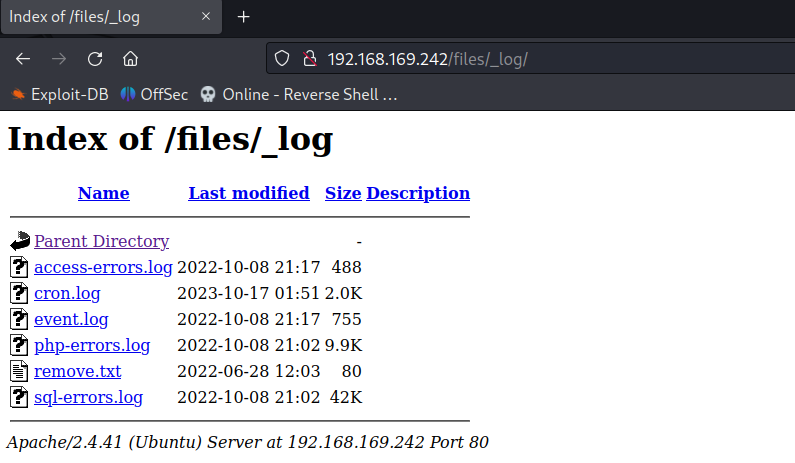 Index of /files/_log
192.168.169.242/files/_log/
Exploit-DB OffSec Online - Reverse Shell ...
Index of /files/_log
Name Last modified Size Description
Parent Directory -
access-errors.log 2022-10-08 21:17 488
cron.log 2023-10-17 01:51 2.0K
event.log 2022-10-08 21:17 755
php-errors.log 2022-10-08 21:02 9.9K
remove.txt 2022-06-28 12:03 80
sql-errors.log 2022-10-08 21:02 42K
Apache/2.4.41 (Ubuntu) Server at 192.168.169.242 Port 80